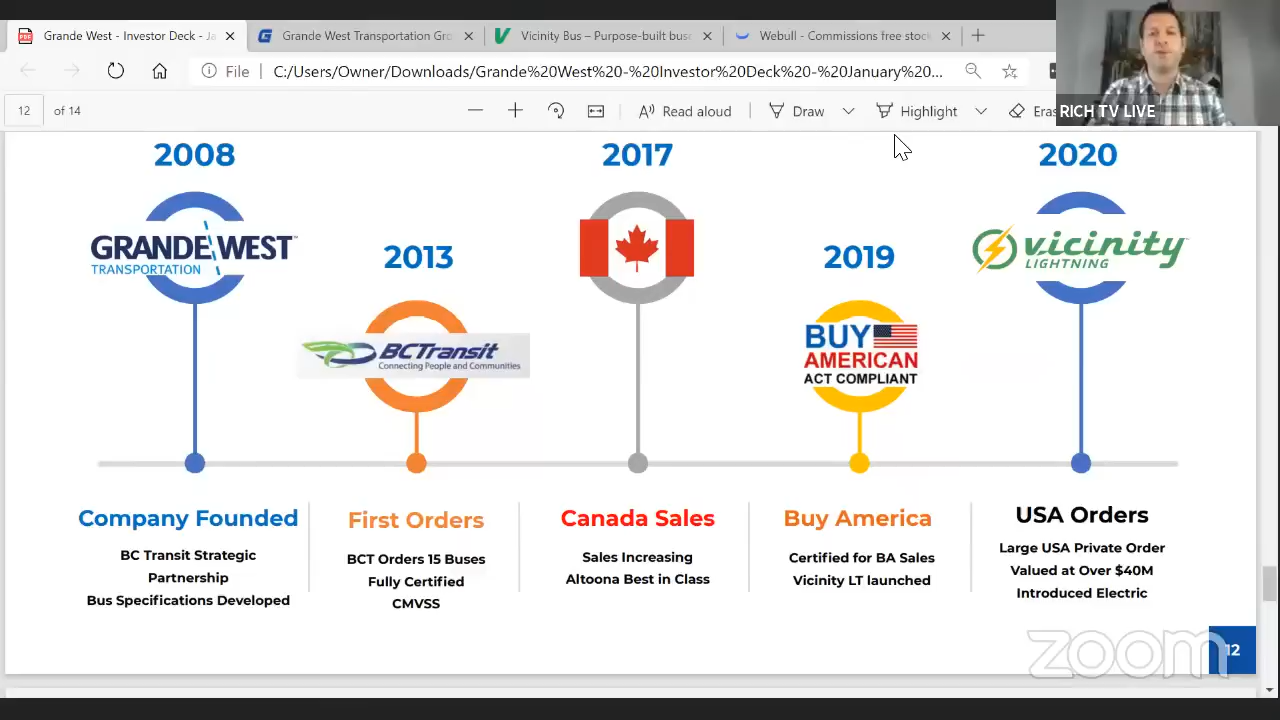 Grande West - Investor Deck - Ja
Grande West Transportation Gro
Vicinity Bus – Purpose-built buse
Webull - Commissions free stock
File
C:/Users/Owner/Downloads/Grande%20West%20-%20Investor%20Deck%20-%20January%20...
12 of 14
Read aloud
Draw
Highlight
Eras
RICH TV LIVE
2008
2017
2020
GRANDE WEST™
TRANSPORTATION
2013
2019
vicinity™
LIGHTNING
BCTransit
Connecting People and Communities
BUY
AMERICAN
ACT COMPLIANT
Company Founded
BC Transit Strategic
Partnership
Bus Specifications Developed
First Orders
BCT Orders 15 Buses
Fully Certified
CMVSS
Canada Sales
Sales Increasing
Altoona Best in Class
Buy America
Certified for BA Sales
Vicinity LT launched
USA Orders
Large USA Private Order
Valued at Over $40M
Introduced Electric
zoom
12